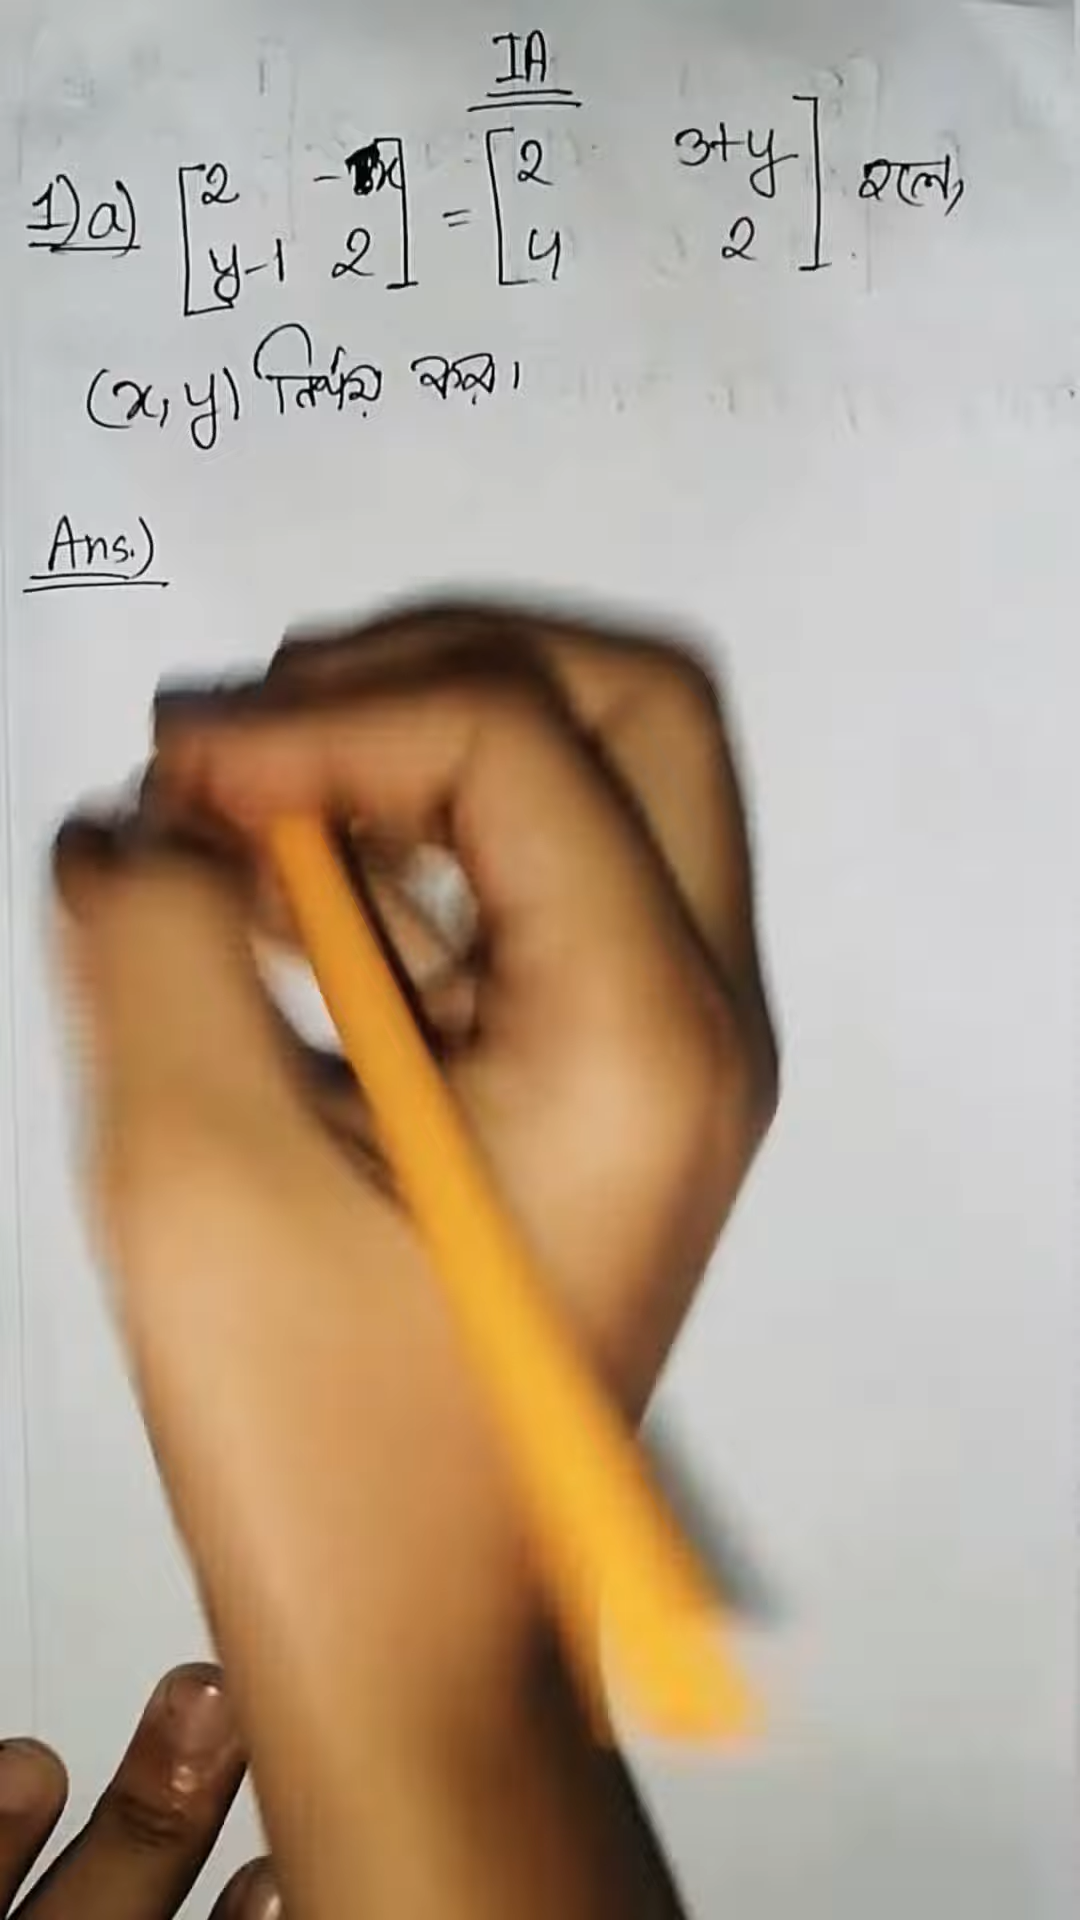 IA
1)a) [2 -x] = [2 3+y] হলে,
[y-1 2] [4 2]
(x, y) নির্ণয় কর।
Ans.)